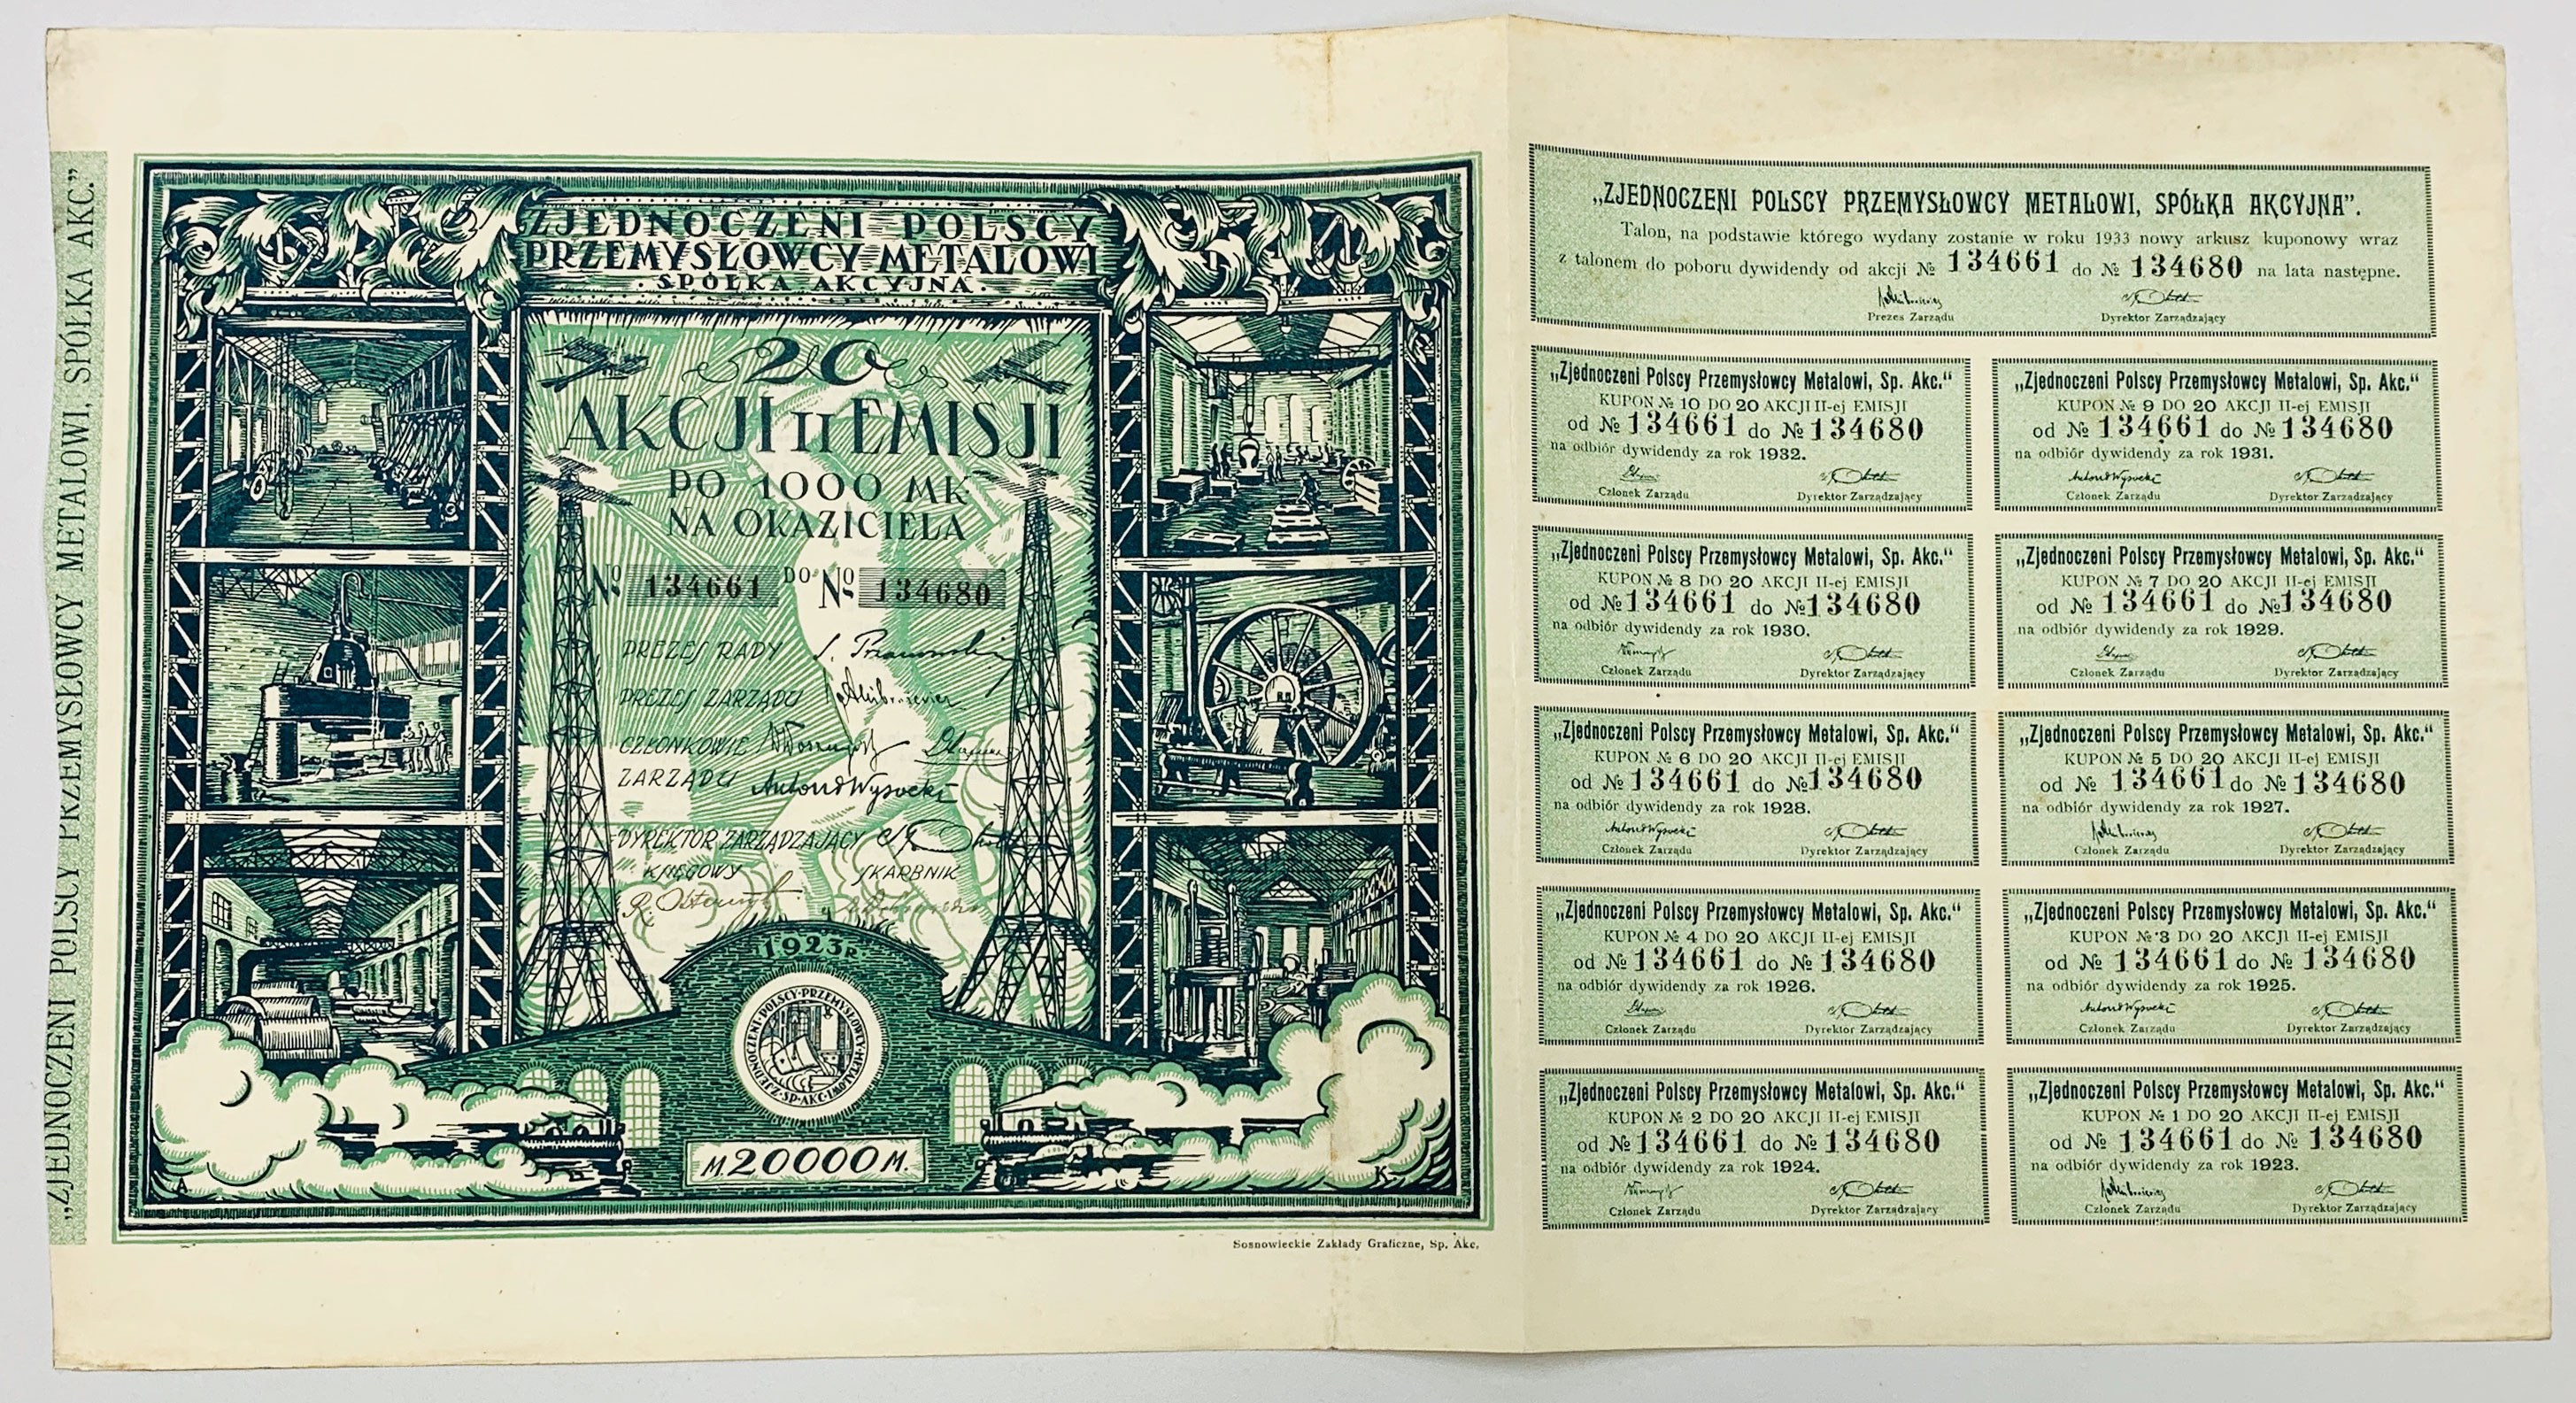 „ZJEDNOCZENI POLSCY PRZEMYSŁOWCY METALOWI, SPÓŁKA AKC.”
ZJEDNOCZENI POLSCY
PRZEMYSŁOWCY METALOWI
· SPÓŁKA AKCYJNA ·
20
AKCJI II EMISJI
PO 1000 MK
NA OKAZICIELA
No 134661 DO No 134680
PREZES RADY
PREZES ZARZĄDU
CZŁONKOWIE
ZARZĄDU Antoni Wysocki
DYREKTOR ZARZĄDZAJĄCY
KSIĘGOWY SKARBNIK
1923 R.
ZJEDNOCZENI·POLSCY·PRZEMYSŁOWCY·METALOWI·SP·AKC·
M. 20000 M.
A. K.
Sosnowieckie Zakłady Graficzne, Sp. Akc.
„ZJEDNOCZENI POLSCY PRZEMYSŁOWCY METALOWI, SPÓŁKA AKCYJNA”.
Talon, na podstawie którego wydany zostanie w roku 1933 nowy arkusz kuponowy wraz
z talonem do poboru dywidendy od akcji № 134661 do № 134680 na lata następne.
Prezes Zarządu Dyrektor Zarządzający
„Zjednoczeni Polscy Przemysłowcy Metalowi, Sp. Akc.“
KUPON № 10 DO 20 AKCJI II-ej EMISJI
od № 134661 do № 134680
na odbiór dywidendy za rok 1932.
Członek Zarządu Dyrektor Zarządzający
„Zjednoczeni Polscy Przemysłowcy Metalowi, Sp. Akc.“
KUPON № 9 DO 20 AKCJI II-ej EMISJI
od № 134661 do № 134680
na odbiór dywidendy za rok 1931.
Antoni Wysocki
Członek Zarządu Dyrektor Zarządzający
„Zjednoczeni Polscy Przemysłowcy Metalowi, Sp. Akc.“
KUPON № 8 DO 20 AKCJI II-ej EMISJI
od № 134661 do № 134680
na odbiór dywidendy za rok 1930.
Członek Zarządu Dyrektor Zarządzający
„Zjednoczeni Polscy Przemysłowcy Metalowi, Sp. Akc.“
KUPON № 7 DO 20 AKCJI II-ej EMISJI
od № 134661 do № 134680
na odbiór dywidendy za rok 1929.
Członek Zarządu Dyrektor Zarządzający
„Zjednoczeni Polscy Przemysłowcy Metalowi, Sp. Akc.“
KUPON № 6 DO 20 AKCJI II-ej EMISJI
od № 134661 do № 134680
na odbiór dywidendy za rok 1928.
Antoni Wysocki
Członek Zarządu Dyrektor Zarządzający
„Zjednoczeni Polscy Przemysłowcy Metalowi, Sp. Akc.“
KUPON № 5 DO 20 AKCJI II-ej EMISJI
od № 134661 do № 134680
na odbiór dywidendy za rok 1927.
Członek Zarządu Dyrektor Zarządzający
„Zjednoczeni Polscy Przemysłowcy Metalowi, Sp. Akc.“
KUPON № 4 DO 20 AKCJI II-ej EMISJI
od № 134661 do № 134680
na odbiór dywidendy za rok 1926.
Członek Zarządu Dyrektor Zarządzający
„Zjednoczeni Polscy Przemysłowcy Metalowi, Sp. Akc.“
KUPON № 3 DO 20 AKCJI II-ej EMISJI
od № 134661 do № 134680
na odbiór dywidendy za rok 1925.
Antoni Wysocki
Członek Zarządu Dyrektor Zarządzający
„Zjednoczeni Polscy Przemysłowcy Metalowi, Sp. Akc.“
KUPON № 2 DO 20 AKCJI II-ej EMISJI
od № 134661 do № 134680
na odbiór dywidendy za rok 1924.
Członek Zarządu Dyrektor Zarządzający
„Zjednoczeni Polscy Przemysłowcy Metalowi, Sp. Akc.“
KUPON № 1 DO 20 AKCJI II-ej EMISJI
od № 134661 do № 134680
na odbiór dywidendy za rok 1923.
Członek Zarządu Dyrektor Zarządzający